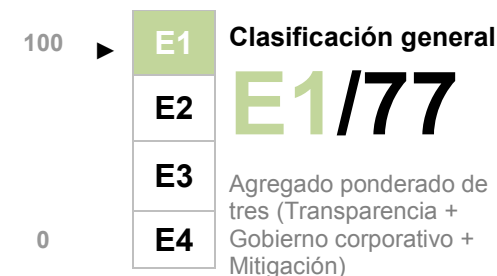 100
►
E1
E2
E3
E4
0
Clasificación general
E1/77
Agregado ponderado de
tres (Transparencia +
Gobierno corporativo +
Mitigación)